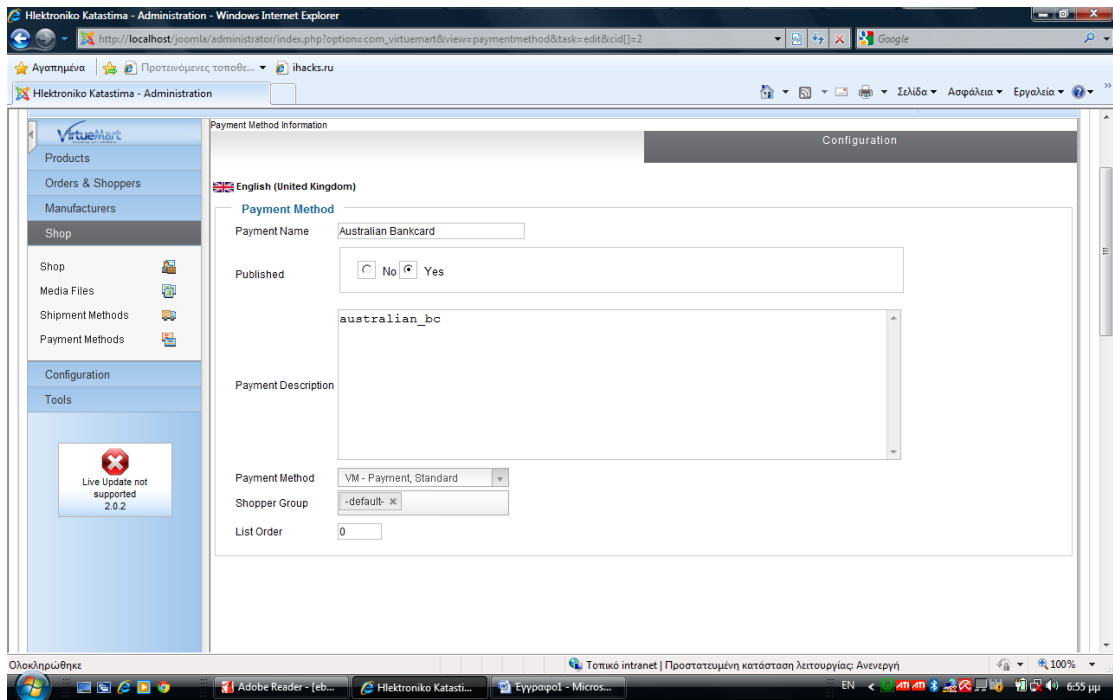 Hlektroniko Katastima - Administration - Windows Internet Explorer
http://localhost/joomla/administrator/index.php?option=com_virtuemart&view=paymentmethod&task=edit&cid[]=2
Google
Αγαπημένα
Προτεινόμενες τοποθε...
ihacks.ru
Hlektroniko Katastima - Administration
Σελίδα
Ασφάλεια
Εργαλεία
VirtueMart
Products
Orders & Shoppers
Manufacturers
Shop
Shop
Media Files
Shipment Methods
Payment Methods
Configuration
Tools
Live Update not
supported
2.0.2
Payment Method Information
Configuration
English (United Kingdom)
Payment Method
Payment Name Australian Bankcard
Published No Yes
Payment Description australian_bc
Payment Method VM - Payment, Standard
Shopper Group -default-
List Order 0
Ολοκληρώθηκε
Τοπικό intranet | Προστατευμένη κατάσταση λειτουργίας: Ανενεργή
100%
Adobe Reader - [eb...
Hlektroniko Katasti...
Έγγραφο1 - Micros...
EN
6:55 μμ